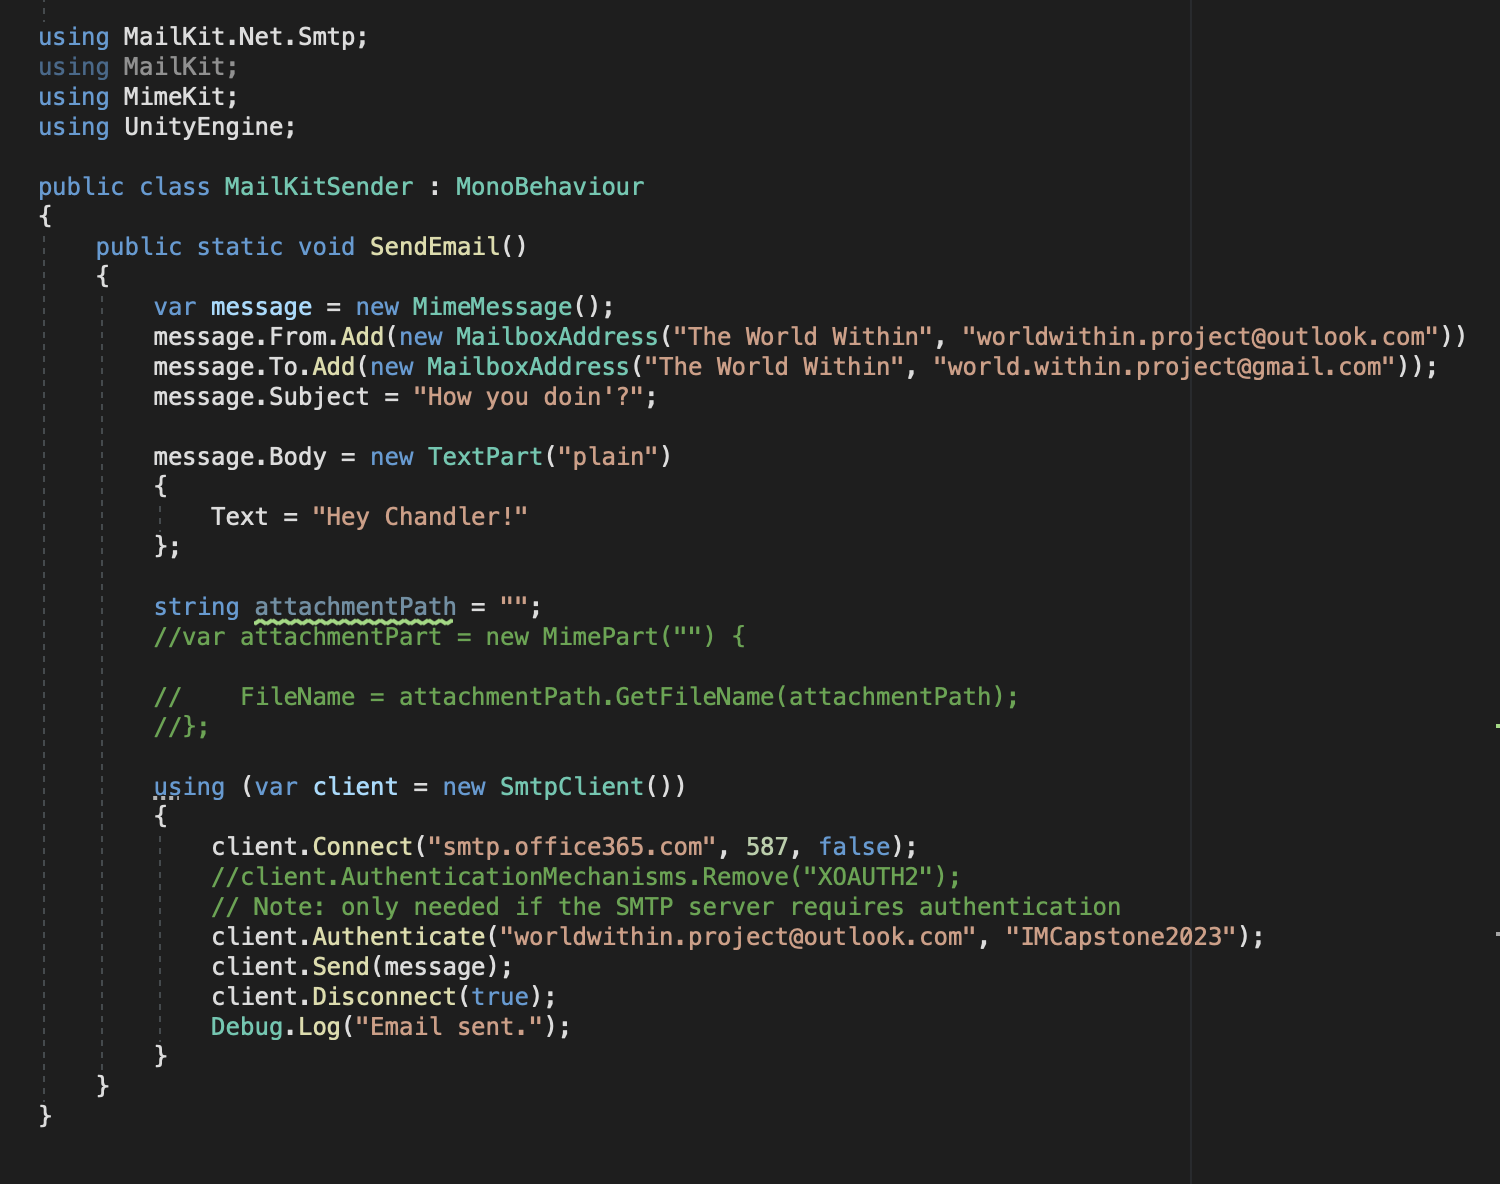 using MailKit.Net.Smtp;
using MailKit;
using MimeKit;
using UnityEngine;
public class MailKitSender : MonoBehaviour
{
public static void SendEmail()
{
var message = new MimeMessage();
message.From.Add(new MailboxAddress("The World Within", "worldwithin.project@outlook.com"))
message.To.Add(new MailboxAddress("The World Within", "world.within.project@gmail.com"));
message.Subject = "How you doin'?";
message.Body = new TextPart("plain")
{
Text = "Hey Chandler!"
};
string attachmentPath = "";
//var attachmentPart = new MimePart("") {
//    FileName = attachmentPath.GetFileName(attachmentPath);
//};
using (var client = new SmtpClient())
{
client.Connect("smtp.office365.com", 587, false);
//client.AuthenticationMechanisms.Remove("XOAUTH2");
// Note: only needed if the SMTP server requires authentication
client.Authenticate("worldwithin.project@outlook.com", "IMCapstone2023");
client.Send(message);
client.Disconnect(true);
Debug.Log("Email sent.");
}
}
}